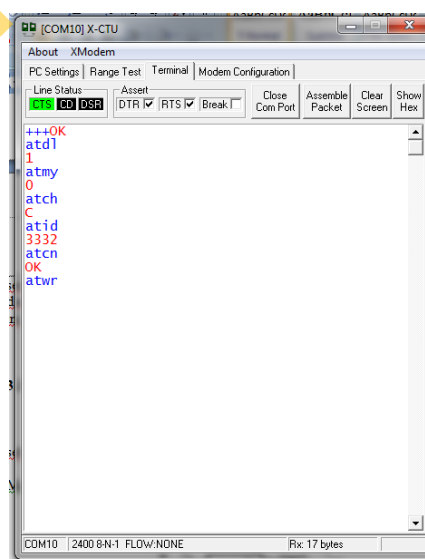 [COM10] X-CTU
About XModem
PC Settings Range Test Terminal Modem Configuration
Line Status
CTS CD DSR
Assert
DTR RTS Break
Close Com Port
Assemble Packet
Clear Screen
Show Hex
+++OK
atdl
1
atmy
0
atch
C
atid
3332
atcn
OK
atwr
COM10 2400 8-N-1 FLOW:NONE Rx: 17 bytes